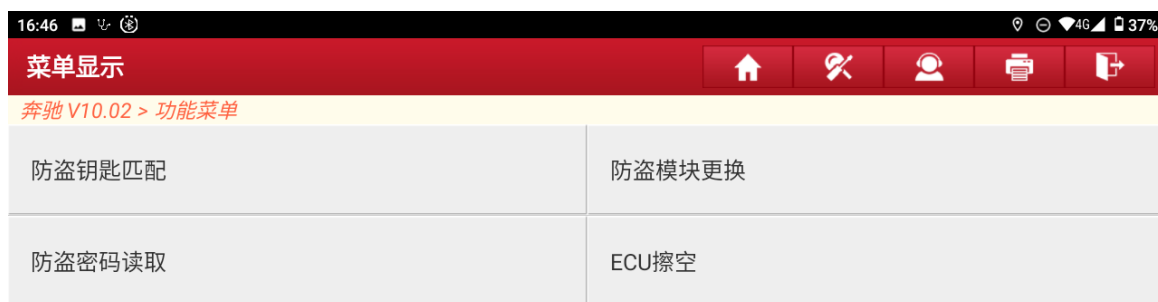 16:46 4G 37%
菜单显示
奔驰 V10.02 > 功能菜单
防盗钥匙匹配 防盗模块更换
防盗密码读取 ECU擦空